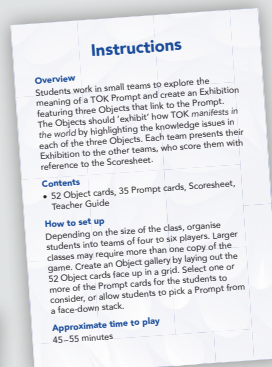 Instructions
Overview
Students work in small teams to explore the
meaning of a TOK Prompt and create an Exhibition
featuring three Objects that link to the Prompt.
The Objects should 'exhibit' how TOK manifests in
the world by highlighting the knowledge issues in
each of the three Objects. Each team presents their
Exhibition to the other teams, who score them with
reference to the Scoresheet.
Contents
• 52 Object cards, 35 Prompt cards, Scoresheet,
Teacher Guide
How to set up
Depending on the size of the class, organise
students into teams of four to six players. Larger
classes may require more than one copy of the
game. Create an Object gallery by laying out the
52 Object cards face up in a grid. Select one or
more of the Prompt cards for the students to
consider, or allow students to pick a Prompt from
a face-down stack.
Approximate time to play
45–55 minutes